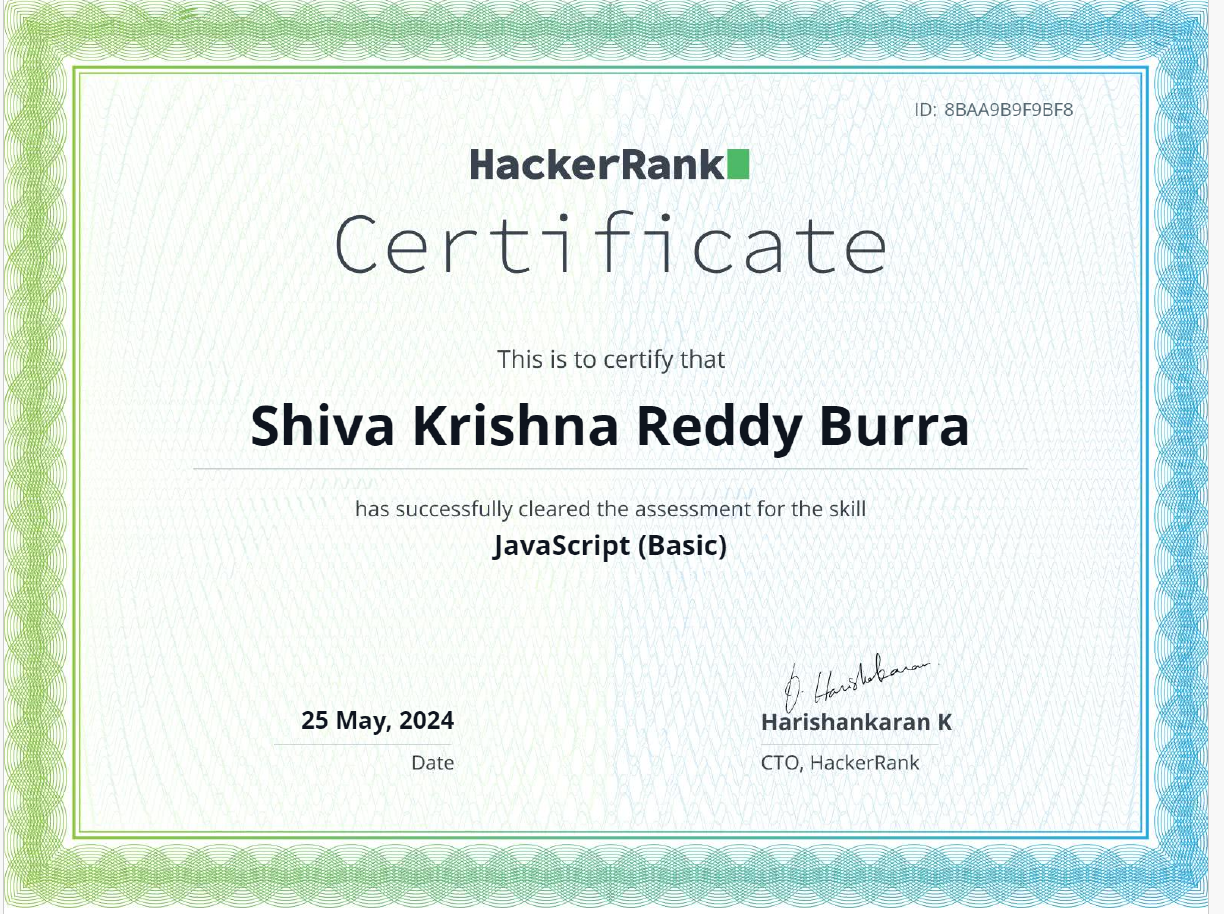 ID: 8BAA9B9F9BF8
HackerRank
Certificate
This is to certify that
Shiva Krishna Reddy Burra
has successfully cleared the assessment for the skill
JavaScript (Basic)
25 May, 2024
Date
Harishankaran K
CTO, HackerRank